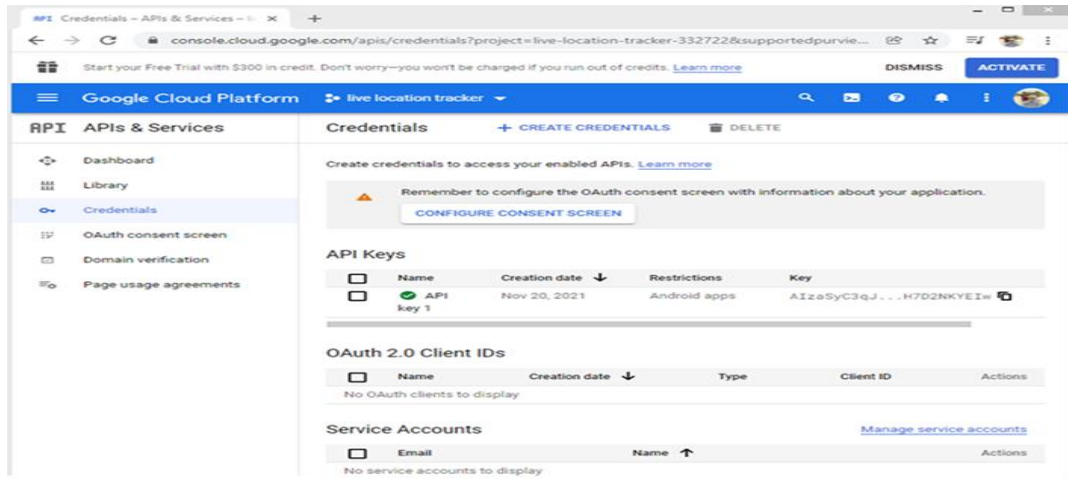 API Credentials – APIs & Services –
console.cloud.google.com/apis/credentials?project=live-location-tracker-332722&supportedpurvie...
Start your Free Trial with $300 in credit. Don't worry—you won't be charged if you run out of credits. Learn more DISMISS ACTIVATE
Google Cloud Platform live location tracker
API APIs & Services Credentials + CREATE CREDENTIALS DELETE
Dashboard
Library
Credentials
OAuth consent screen
Domain verification
Page usage agreements
Create credentials to access your enabled APIs. Learn more
Remember to configure the OAuth consent screen with information about your application.
CONFIGURE CONSENT SCREEN
API Keys
Name Creation date Restrictions Key
API Nov 20, 2021 Android apps AIzaSyC3qJ...H7D2NKYEIw
key 1
OAuth 2.0 Client IDs
Name Creation date Type Client ID Actions
No OAuth clients to display
Service Accounts Manage service accounts
Email Name Actions
No service accounts to display